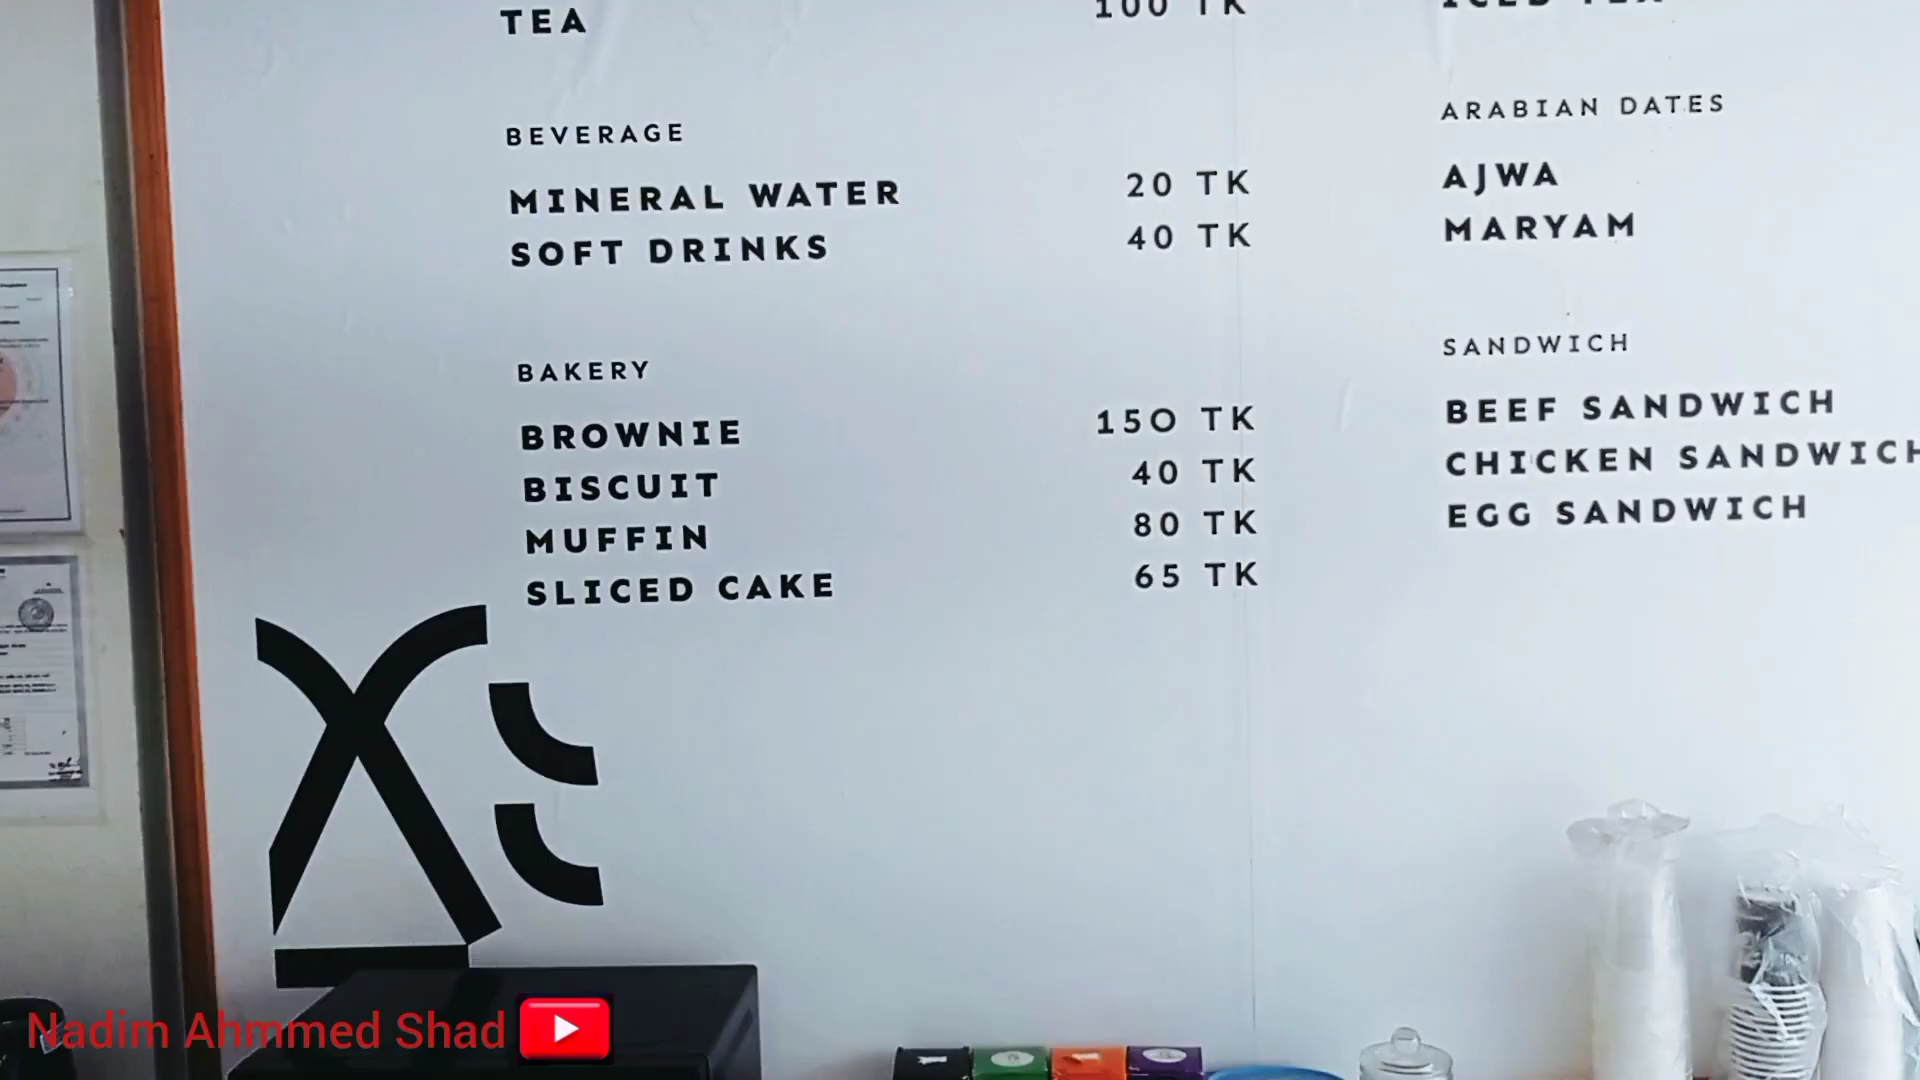 TEA 100 TK
BEVERAGE
MINERAL WATER 20 TK
SOFT DRINKS 40 TK
BAKERY
BROWNIE 150 TK
BISCUIT 40 TK
MUFFIN 80 TK
SLICED CAKE 65 TK
ICED TEA
ARABIAN DATES
AJWA
MARYAM
SANDWICH
BEEF SANDWICH
CHICKEN SANDWICH
EGG SANDWICH
Nadim Ahmmed Shad